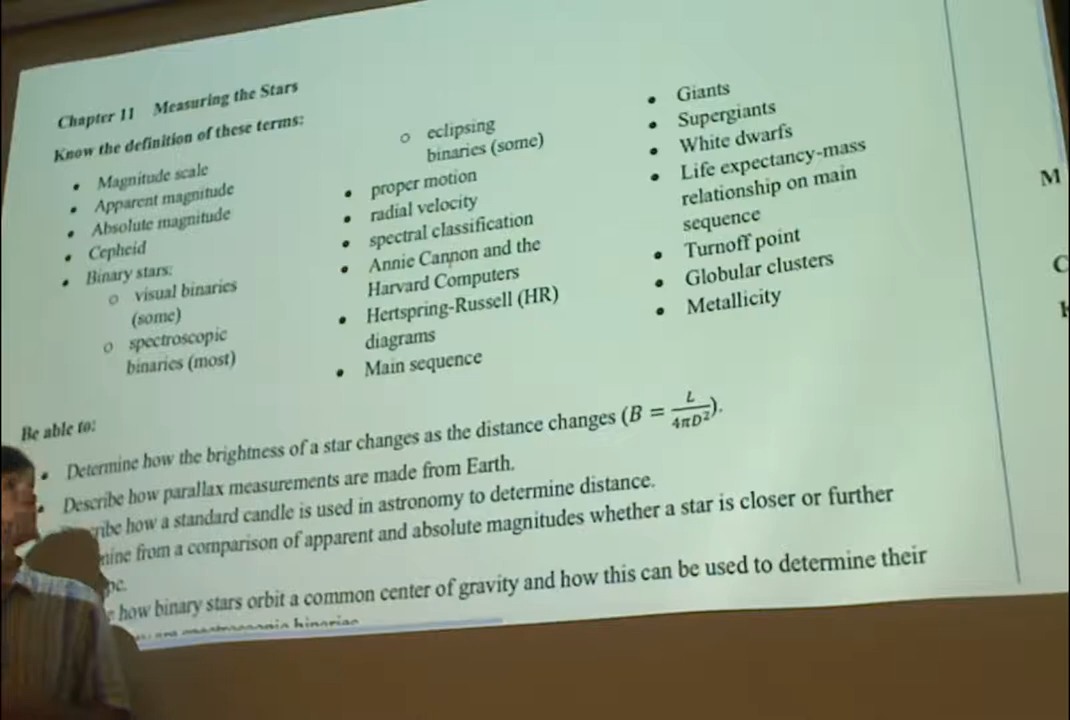 Chapter 11 Measuring the Stars
Know the definition of these terms:
• Magnitude scale
• Apparent magnitude
• Absolute magnitude
• Cepheid
• Binary stars:
o visual binaries
(some)
o spectroscopic
binaries (most)
o eclipsing
binaries (some)
• proper motion
• radial velocity
• spectral classification
• Annie Cannon and the
Harvard Computers
• Hertspring-Russell (HR)
diagrams
• Main sequence
• Giants
• Supergiants
• White dwarfs
• Life expectancy-mass
relationship on main
sequence
• Turnoff point
• Globular clusters
• Metallicity
M
C
Be able to:
• Determine how the brightness of a star changes as the distance changes (B = L/4πD²).
• Describe how parallax measurements are made from Earth.
how a standard candle is used in astronomy to determine distance.
from a comparison of apparent and absolute magnitudes whether a star is closer or further
pc.
how binary stars orbit a common center of gravity and how this can be used to determine their